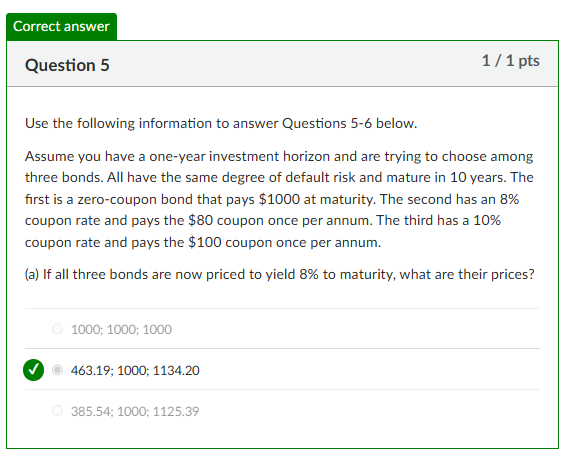 Correct answer
Question 5
1 / 1 pts
Use the following information to answer Questions 5-6 below.
Assume you have a one-year investment horizon and are trying to choose among
three bonds. All have the same degree of default risk and mature in 10 years. The
first is a zero-coupon bond that pays $1000 at maturity. The second has an 8%
coupon rate and pays the $80 coupon once per annum. The third has a 10%
coupon rate and pays the $100 coupon once per annum.
(a) If all three bonds are now priced to yield 8% to maturity, what are their prices?
1000; 1000; 1000
463.19; 1000; 1134.20
385.54; 1000; 1125.39